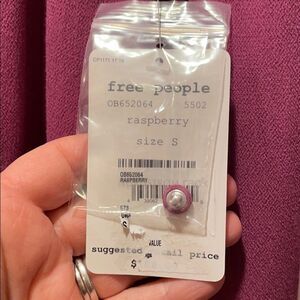 free people
OB652064 5502
raspberry
size S
OB652064
RASPBERRY
VALUE
suggested price
$